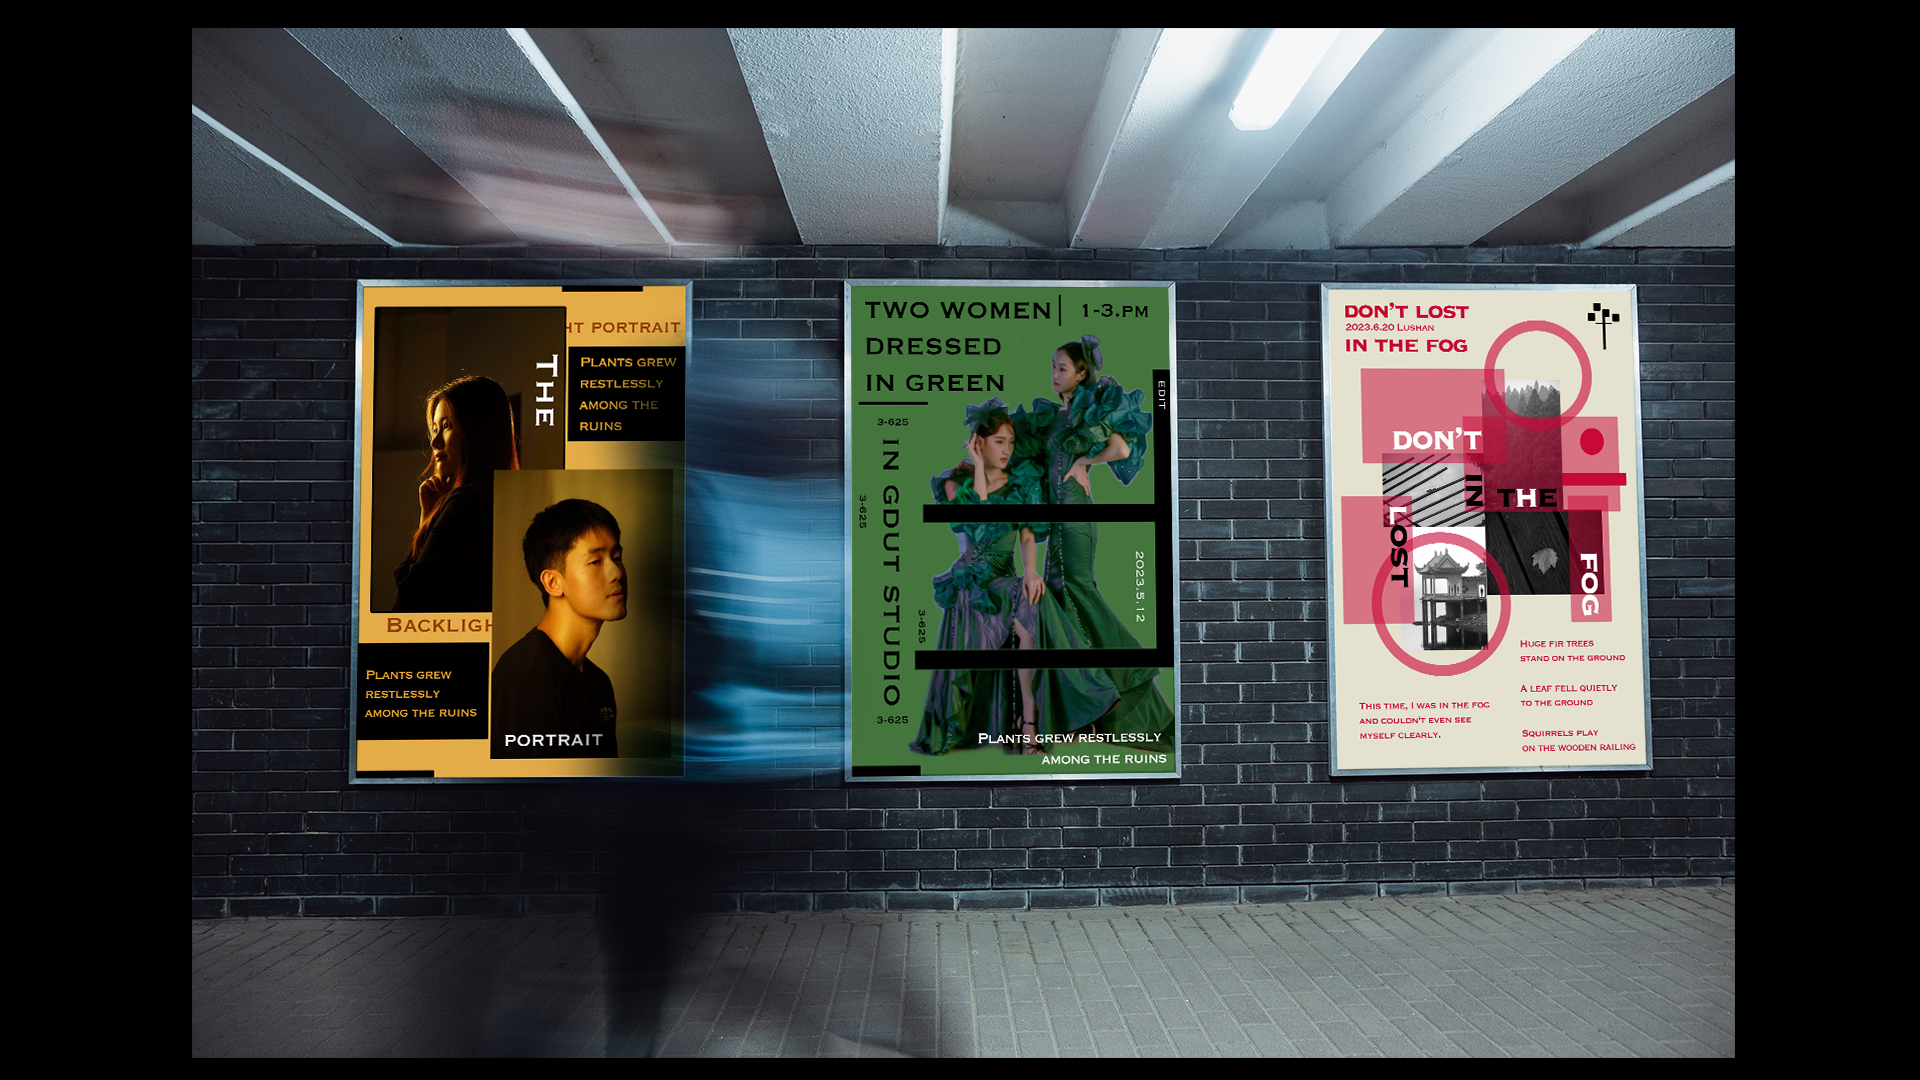 HT PORTRAIT
THE
Plants grew
restlessly
among the
ruins
Backligh
Plants grew
restlessly
among the ruins
PORTRAIT
TWO WOMEN
1-3.PM
DRESSED
IN GREEN
EDIT
3-625
IN GDUT STUDIO
3-625
2023.5.12
3-625
3-625
Plants grew restlessly
among the ruins
DON'T LOST
2023.6.20 Lushan
IN THE FOG
DON'T
IN
THE
LOST
FOG
Huge fir trees
stand on the ground
A leaf fell quietly
to the ground
This time, I was in the fog
and couldn't even see
myself clearly.
Squirrels play
on the wooden railing